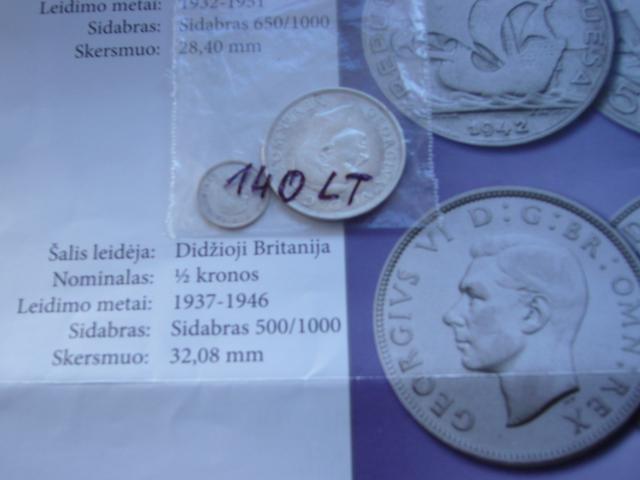 Leidimo metai: 1932-1951
Sidabras: Sidabras 650/1000
Skersmuo: 28,40 mm
1942
140 LT
Šalis leidėja: Didžioji Britanija
Nominalas: ½ kronos
Leidimo metai: 1937-1946
Sidabras: Sidabras 500/1000
Skersmuo: 32,08 mm
GEORGIVS VI D:G:BR:OMN:REX